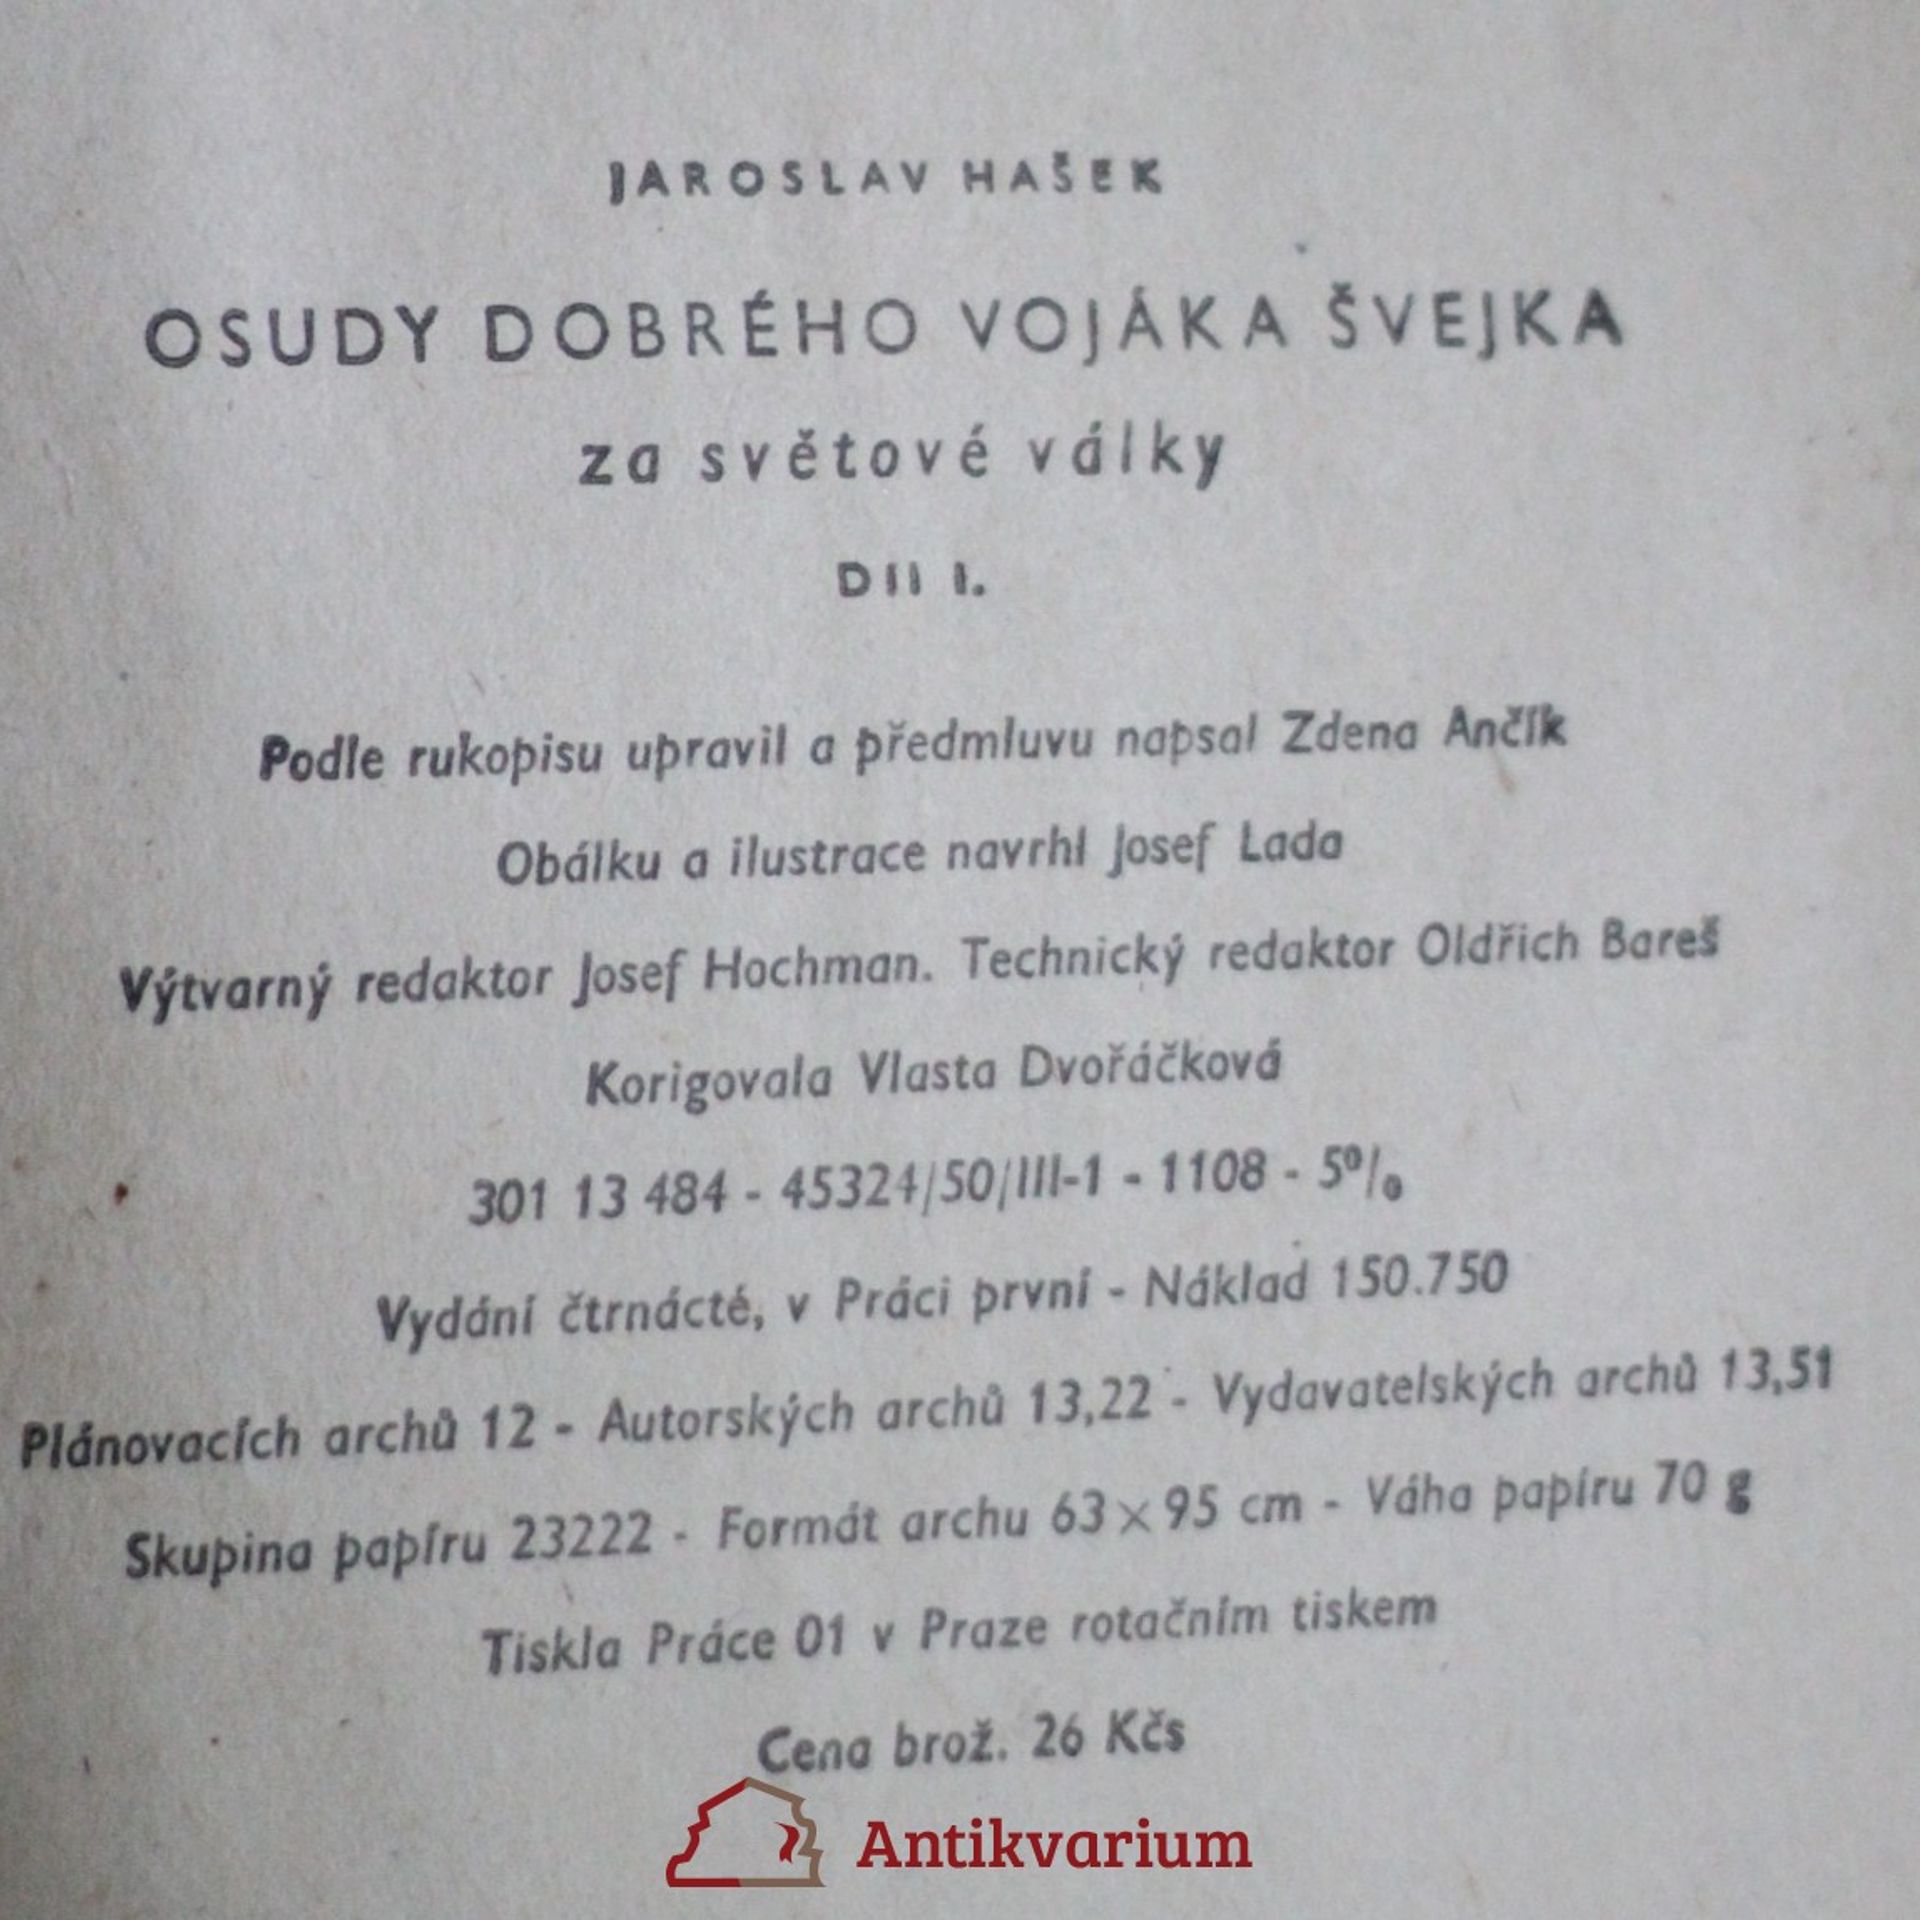 JAROSLAV HAŠEK
OSUDY DOBRÉHO VOJÁKA ŠVEJKA
za světové války
DÍL I.
Podle rukopisu upravil a předmluvu napsal Zdena Ančík
Obálku a ilustrace navrhl Josef Lada
Výtvarný redaktor Josef Hochman. Technický redaktor Oldřich Bareš
Korigovala Vlasta Dvořáčková
301 13 484 - 45324/50/III-1 - 1108 - 5%
Vydání čtrnácté, v Práci první - Náklad 150.750
Plánovacích archů 12 - Autorských archů 13,22 - Vydavatelských archů 13,51
Skupina papíru 23222 - Formát archu 63×95 cm - Váha papíru 70 g
Tiskla Práce 01 v Praze rotačním tiskem
Cena brož. 26 Kčs
Antikvarium